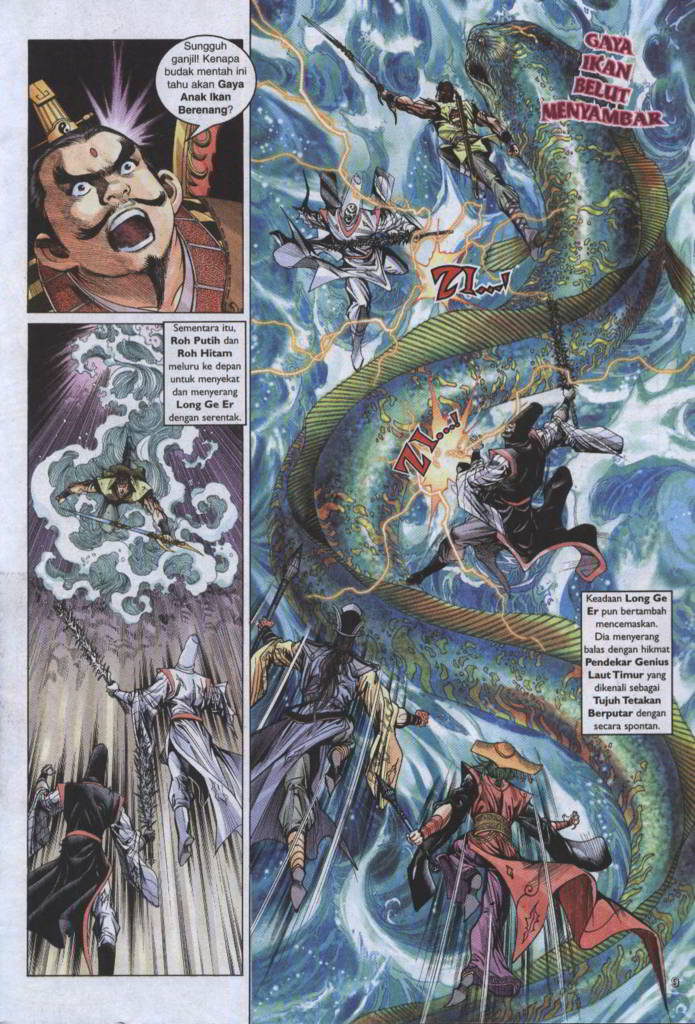 Sungguh
ganjil! Kenapa
budak mentah ini
tahu akan Gaya
Anak Ikan
Berenang?
Sementara itu,
Roh Putih dan
Roh Hitam
meluru ke depan
untuk menyekat
dan menyerang
Long Ge Er
dengan serentak.
GAYA
IKAN
BELUT
MENYAMBAR
ZI...!
ZI...!
Keadaan Long Ge
Er pun bertambah
mencemaskan.
Dia menyerang
balas dengan hikmat
Pendekar Genius
Laut Timur yang
dikenali sebagai
Tujuh Tetakan
Berputar dengan
secara spontan.
9